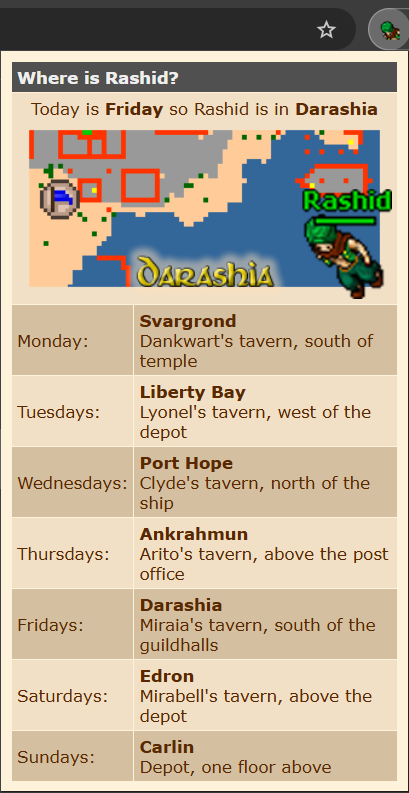 Where is Rashid?
Today is Friday so Rashid is in Darashia
Rashid
Darashia
Monday:
Svargrond
Dankwart's tavern, south of
temple
Tuesdays:
Liberty Bay
Lyonel's tavern, west of the
depot
Wednesdays:
Port Hope
Clyde's tavern, north of the
ship
Thursdays:
Ankrahmun
Arito's tavern, above the post
office
Fridays:
Darashia
Miraia's tavern, south of the
guildhalls
Saturdays:
Edron
Mirabell's tavern, above the
depot
Sundays:
Carlin
Depot, one floor above